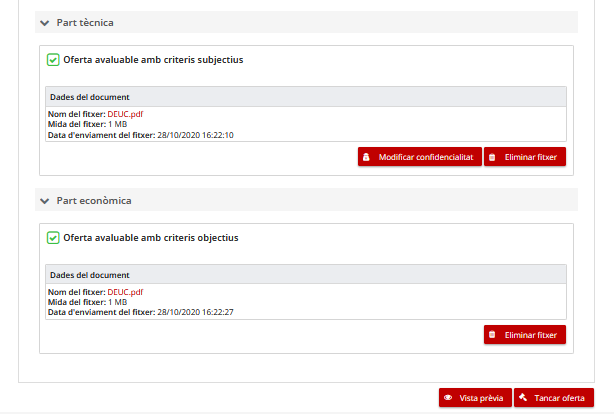 Part tècnica
Oferta avaluable amb criteris subjectius
Dades del document
Nom del fitxer: DEUC.pdf
Mida del fitxer: 1 MB
Data d'enviament del fitxer: 28/10/2020 16:22:10
Modificar confidencialitat Eliminar fitxer
Part econòmica
Oferta avaluable amb criteris objectius
Dades del document
Nom del fitxer: DEUC.pdf
Mida del fitxer: 1 MB
Data d'enviament del fitxer: 28/10/2020 16:22:27
Eliminar fitxer
Vista prèvia Tancar oferta